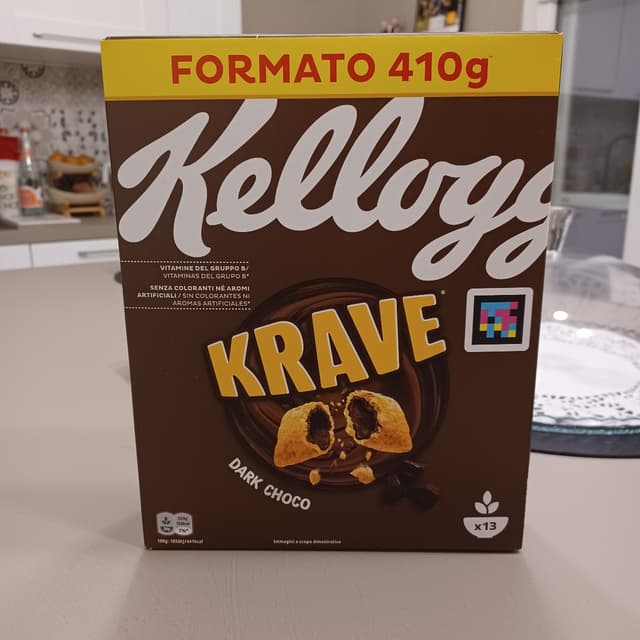 FORMATO 410g
Kellogg
VITAMINE DEL GRUPPO B/
VITAMINAS DEL GRUPO B*
SENZA COLORANTI NÉ AROMI
ARTIFICIALI / SIN COLORANTES NI
AROMAS ARTIFICIALES*
KRAVE
DARK CHOCO
x13
Immagini a scopo dimostrativo